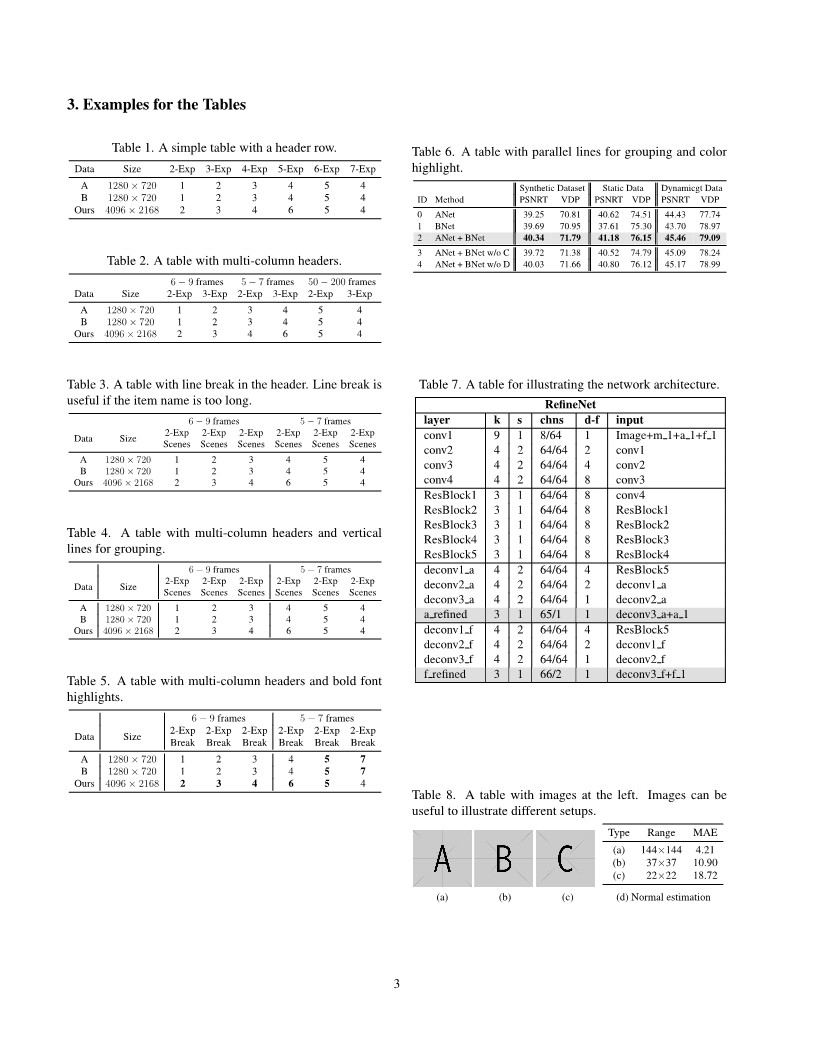 3. Examples for the Tables
Table 1. A simple table with a header row.
Data Size 2-Exp 3-Exp 4-Exp 5-Exp 6-Exp 7-Exp
A 1280 × 720 1 2 3 4 5 4
B 1280 × 720 1 2 3 4 5 4
Ours 4096 × 2168 2 3 4 6 5 4
Table 2. A table with multi-column headers.
6 − 9 frames 5 − 7 frames 50 − 200 frames
Data Size 2-Exp 3-Exp 2-Exp 3-Exp 2-Exp 3-Exp
A 1280 × 720 1 2 3 4 5 4
B 1280 × 720 1 2 3 4 5 4
Ours 4096 × 2168 2 3 4 6 5 4
Table 3. A table with line break in the header. Line break is
useful if the item name is too long.
6 − 9 frames 5 − 7 frames
Data Size 2-Exp 2-Exp 2-Exp 2-Exp 2-Exp 2-Exp
Scenes Scenes Scenes Scenes Scenes Scenes
A 1280 × 720 1 2 3 4 5 4
B 1280 × 720 1 2 3 4 5 4
Ours 4096 × 2168 2 3 4 6 5 4
Table 4. A table with multi-column headers and vertical
lines for grouping.
6 − 9 frames 5 − 7 frames
Data Size 2-Exp 2-Exp 2-Exp 2-Exp 2-Exp 2-Exp
Scenes Scenes Scenes Scenes Scenes Scenes
A 1280 × 720 1 2 3 4 5 4
B 1280 × 720 1 2 3 4 5 4
Ours 4096 × 2168 2 3 4 6 5 4
Table 5. A table with multi-column headers and bold font
highlights.
6 − 9 frames 5 − 7 frames
Data Size 2-Exp 2-Exp 2-Exp 2-Exp 2-Exp 2-Exp
Break Break Break Break Break Break
A 1280 × 720 1 2 3 4 5 7
B 1280 × 720 1 2 3 4 5 7
Ours 4096 × 2168 2 3 4 6 5 4
Table 6. A table with parallel lines for grouping and color
highlight.
Synthetic Dataset Static Data Dynamicgt Data
ID Method PSNRT VDP PSNRT VDP PSNRT VDP
0 ANet 39.25 70.81 40.62 74.51 44.43 77.74
1 BNet 39.69 70.95 37.61 75.30 43.70 78.97
2 ANet + BNet 40.34 71.79 41.18 76.15 45.46 79.09
3 ANet + BNet w/o C 39.72 71.38 40.52 74.79 45.09 78.24
4 ANet + BNet w/o D 40.03 71.66 40.80 76.12 45.17 78.99
Table 7. A table for illustrating the network architecture.
RefineNet
layer k s chns d-f input
conv1 9 1 8/64 1 Image+m_1+a_1+f_1
conv2 4 2 64/64 2 conv1
conv3 4 2 64/64 4 conv2
conv4 4 2 64/64 8 conv3
ResBlock1 3 1 64/64 8 conv4
ResBlock2 3 1 64/64 8 ResBlock1
ResBlock3 3 1 64/64 8 ResBlock2
ResBlock4 3 1 64/64 8 ResBlock3
ResBlock5 3 1 64/64 8 ResBlock4
deconv1_a 4 2 64/64 4 ResBlock5
deconv2_a 4 2 64/64 2 deconv1_a
deconv3_a 4 2 64/64 1 deconv2_a
a_refined 3 1 65/1 1 deconv3_a+a_1
deconv1_f 4 2 64/64 4 ResBlock5
deconv2_f 4 2 64/64 2 deconv1_f
deconv3_f 4 2 64/64 1 deconv2_f
f_refined 3 1 66/2 1 deconv3_f+f_1
Table 8. A table with images at the left. Images can be
useful to illustrate different setups.
A B C
(a) (b) (c)
Type Range MAE
(a) 144×144 4.21
(b) 37×37 10.90
(c) 22×22 18.72
(d) Normal estimation
3